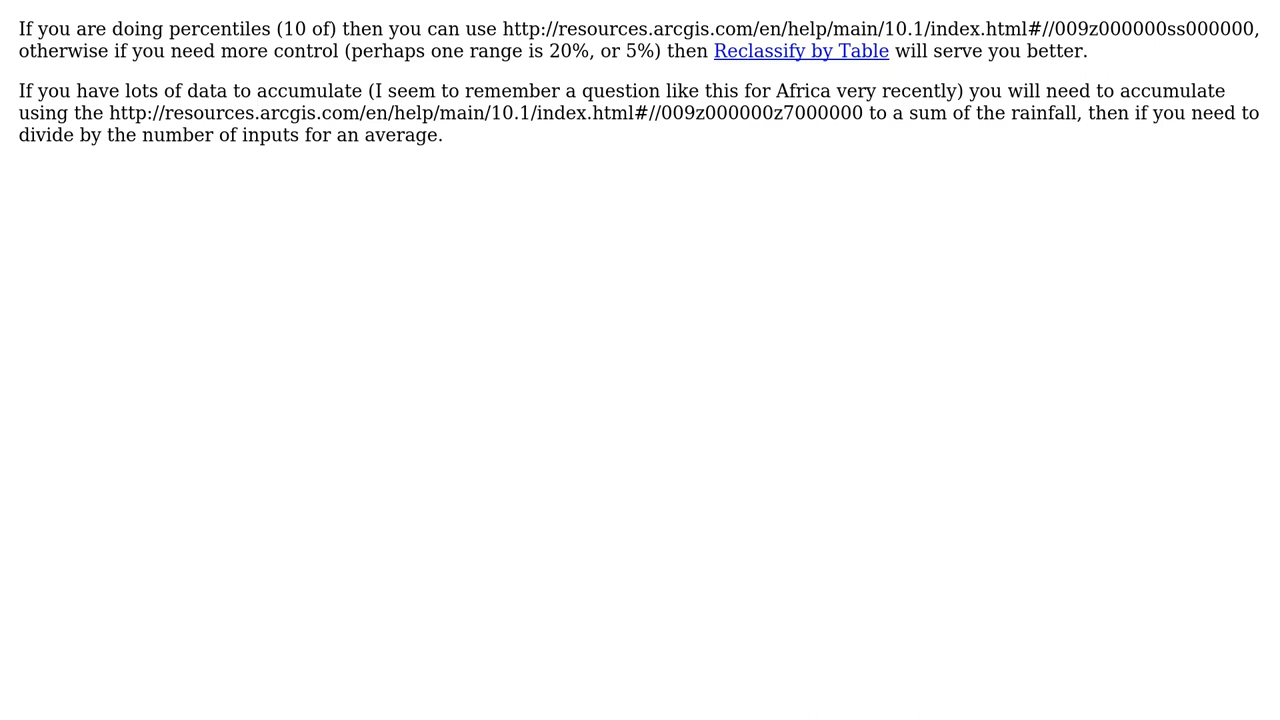 If you are doing percentiles (10 of) then you can use http://resources.arcgis.com/en/help/main/10.1/index.html#//009z000000ss000000,
otherwise if you need more control (perhaps one range is 20%, or 5%) then Reclassify by Table will serve you better.
If you have lots of data to accumulate (I seem to remember a question like this for Africa very recently) you will need to accumulate
using the http://resources.arcgis.com/en/help/main/10.1/index.html#//009z000000z7000000 to a sum of the rainfall, then if you need to
divide by the number of inputs for an average.